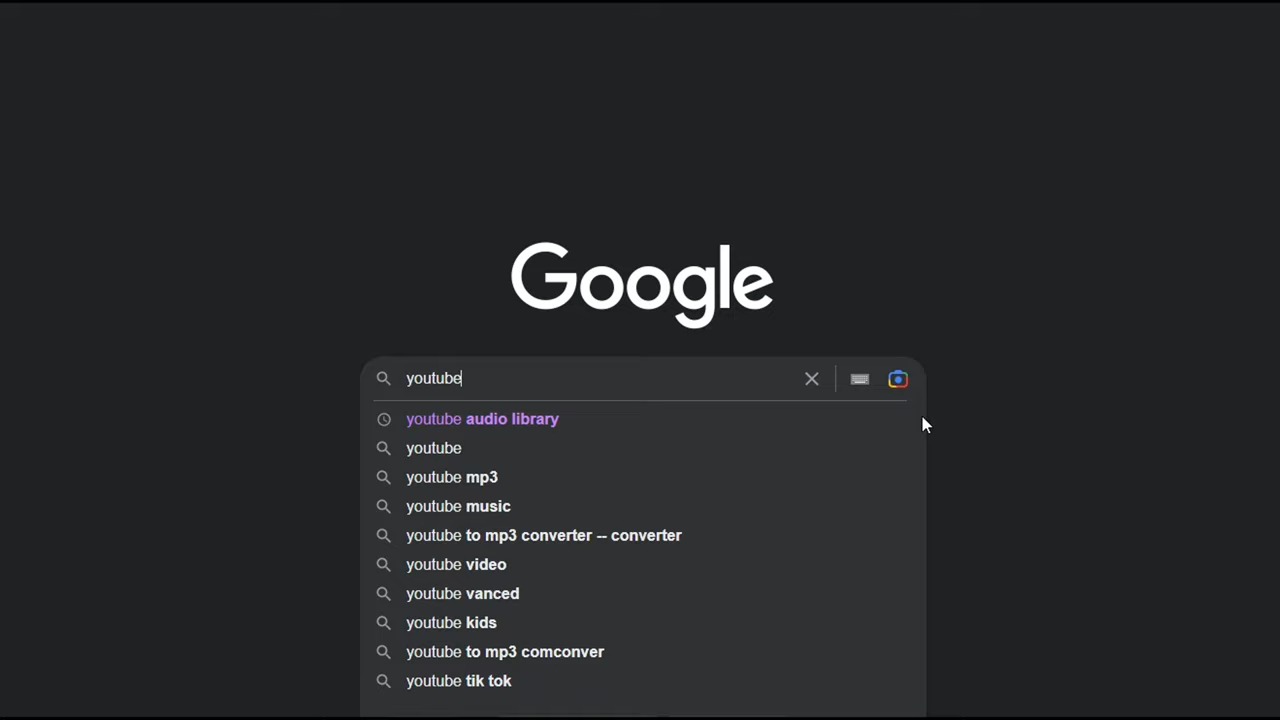 Google
youtube
youtube audio library
youtube
youtube mp3
youtube music
youtube to mp3 converter -- converter
youtube video
youtube vanced
youtube kids
youtube to mp3 comconver
youtube tik tok